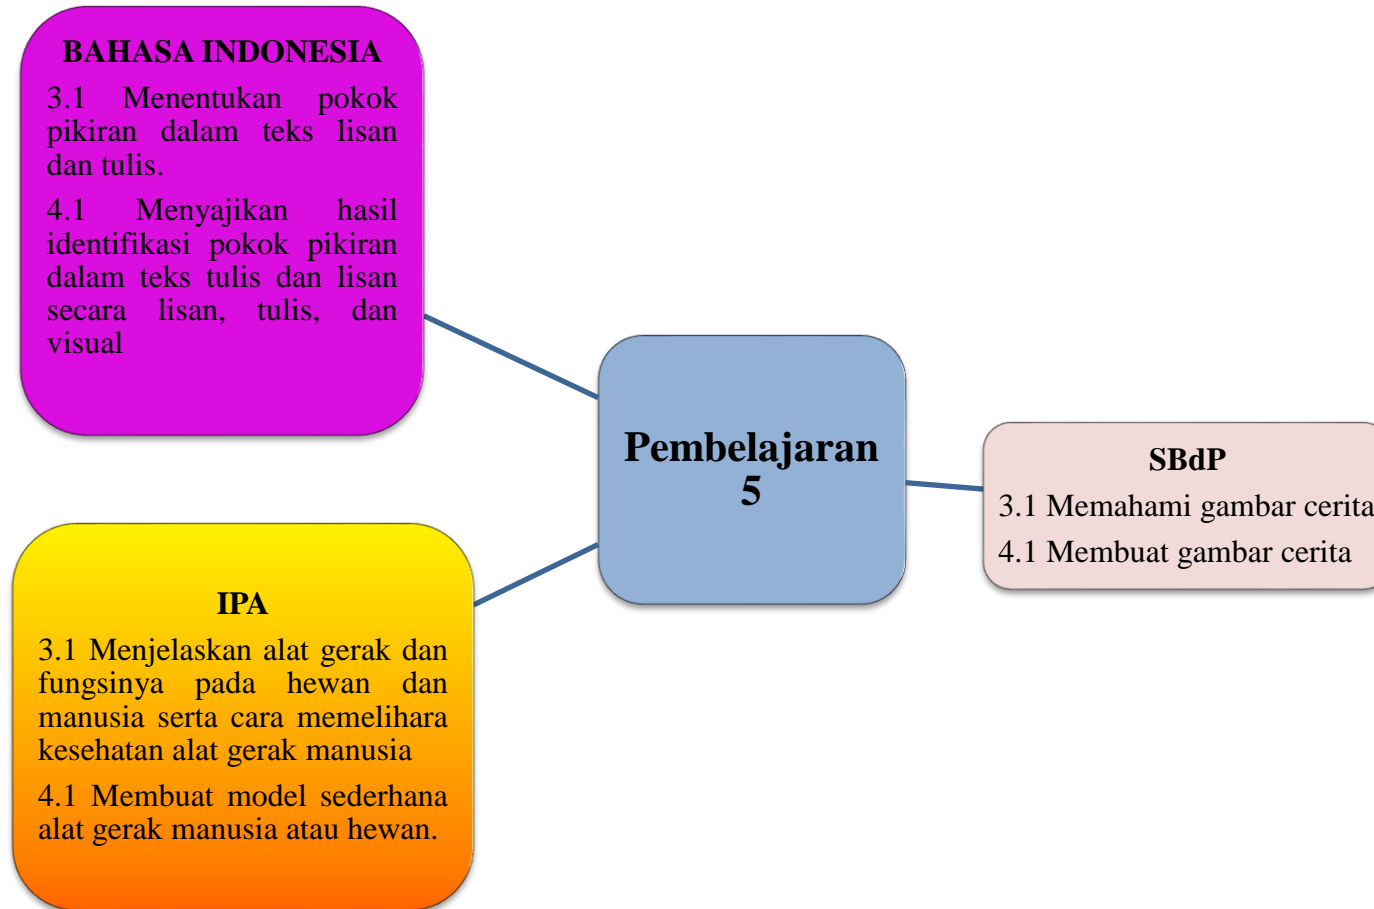 BAHASA INDONESIA
3.1 Menentukan pokok
pikiran dalam teks lisan
dan tulis.
4.1 Menyajikan hasil
identifikasi pokok pikiran
dalam teks tulis dan lisan
secara lisan, tulis, dan
visual
Pembelajaran
5
SBdP
3.1 Memahami gambar cerita
4.1 Membuat gambar cerita
IPA
3.1 Menjelaskan alat gerak dan
fungsinya pada hewan dan
manusia serta cara memelihara
kesehatan alat gerak manusia
4.1 Membuat model sederhana
alat gerak manusia atau hewan.